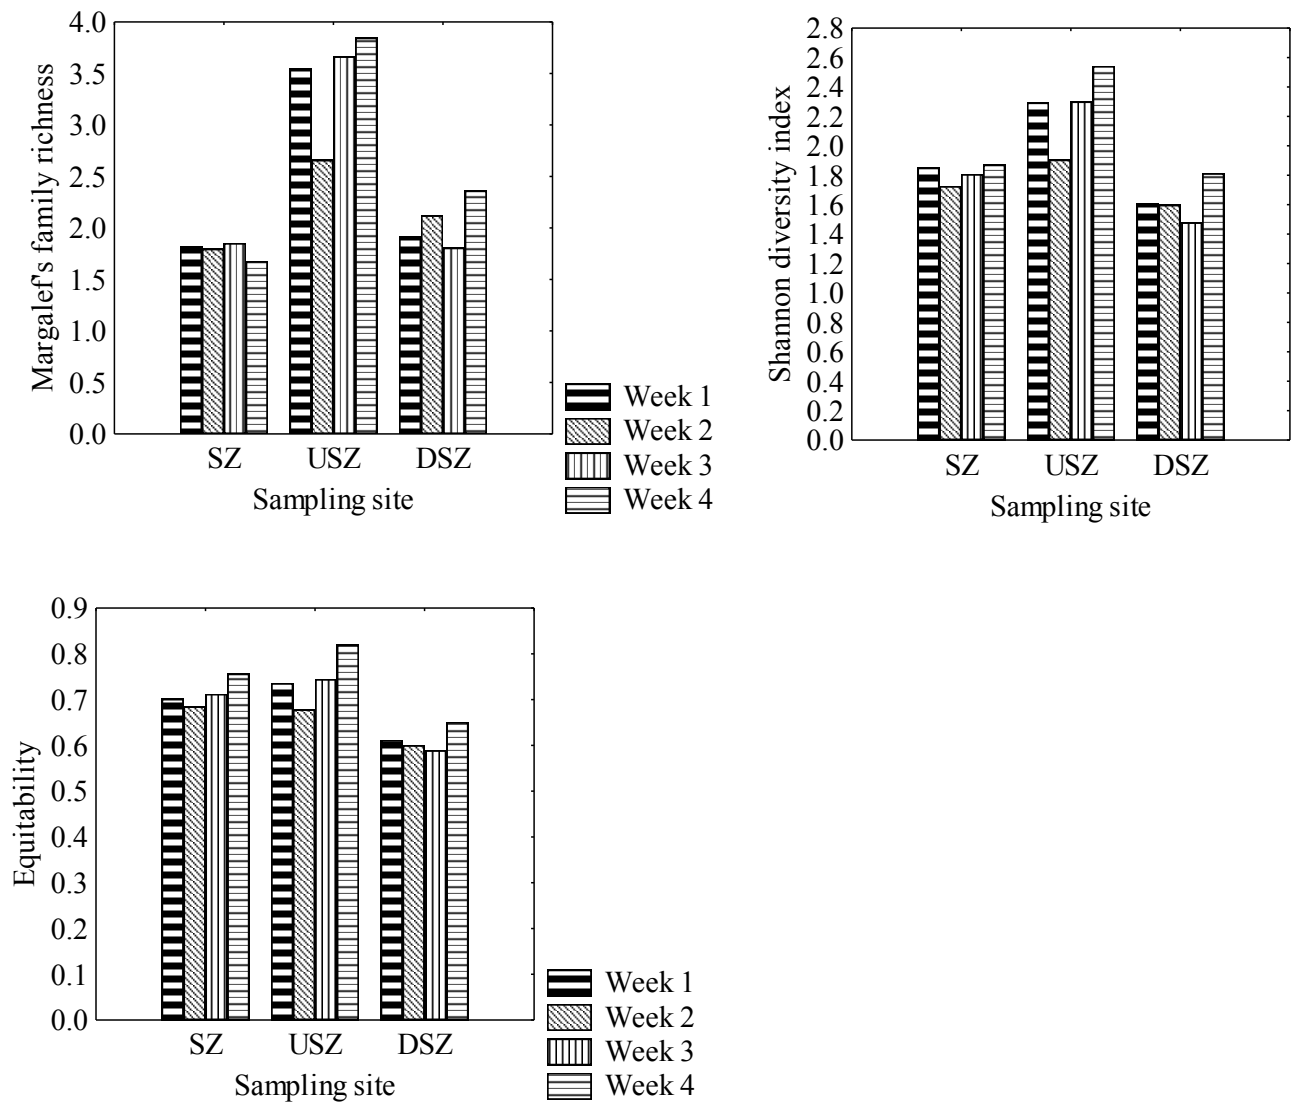 Margalef's family richness
4.0
3.5
3.0
2.5
2.0
1.5
1.0
0.5
0.0
SZ USZ DSZ
Sampling site
Week 1
Week 2
Week 3
Week 4
Shannon diversity index
2.8
2.6
2.4
2.2
2.0
1.8
1.6
1.4
1.2
1.0
0.8
0.6
0.4
0.2
0.0
SZ USZ DSZ
Sampling site
Equitability
0.9
0.8
0.7
0.6
0.5
0.4
0.3
0.2
0.1
0.0
SZ USZ DSZ
Sampling site
Week 1
Week 2
Week 3
Week 4